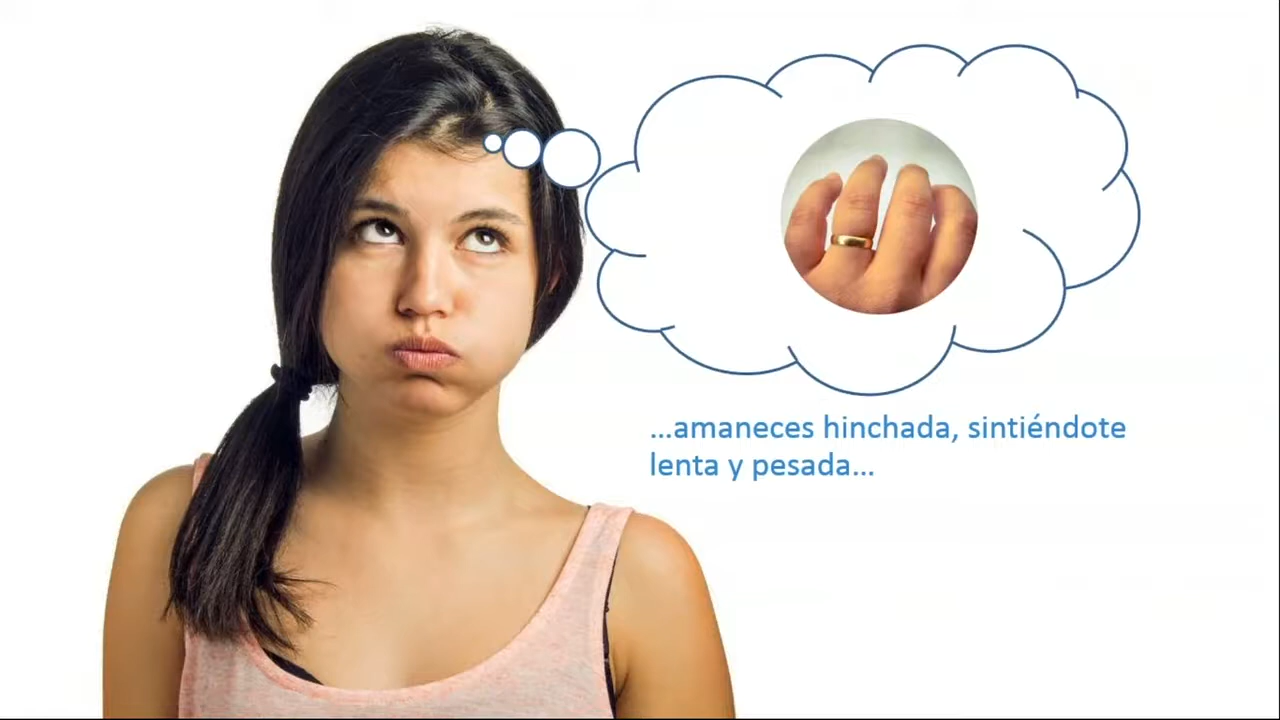 …amaneces hinchada, sintiéndote
lenta y pesada…